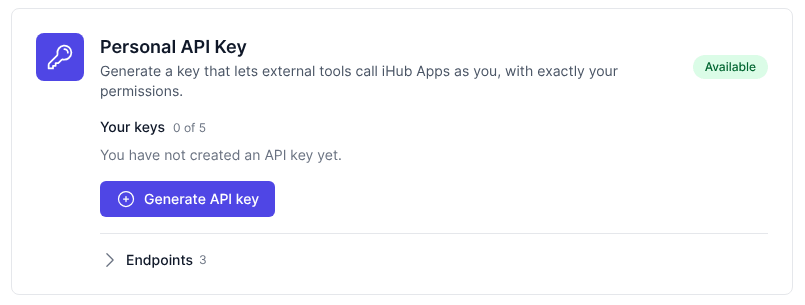 Personal API Key
Generate a key that lets external tools call iHub Apps as you, with exactly your
permissions.
Available
Your keys 0 of 5
You have not created an API key yet.
Generate API key
Endpoints 3